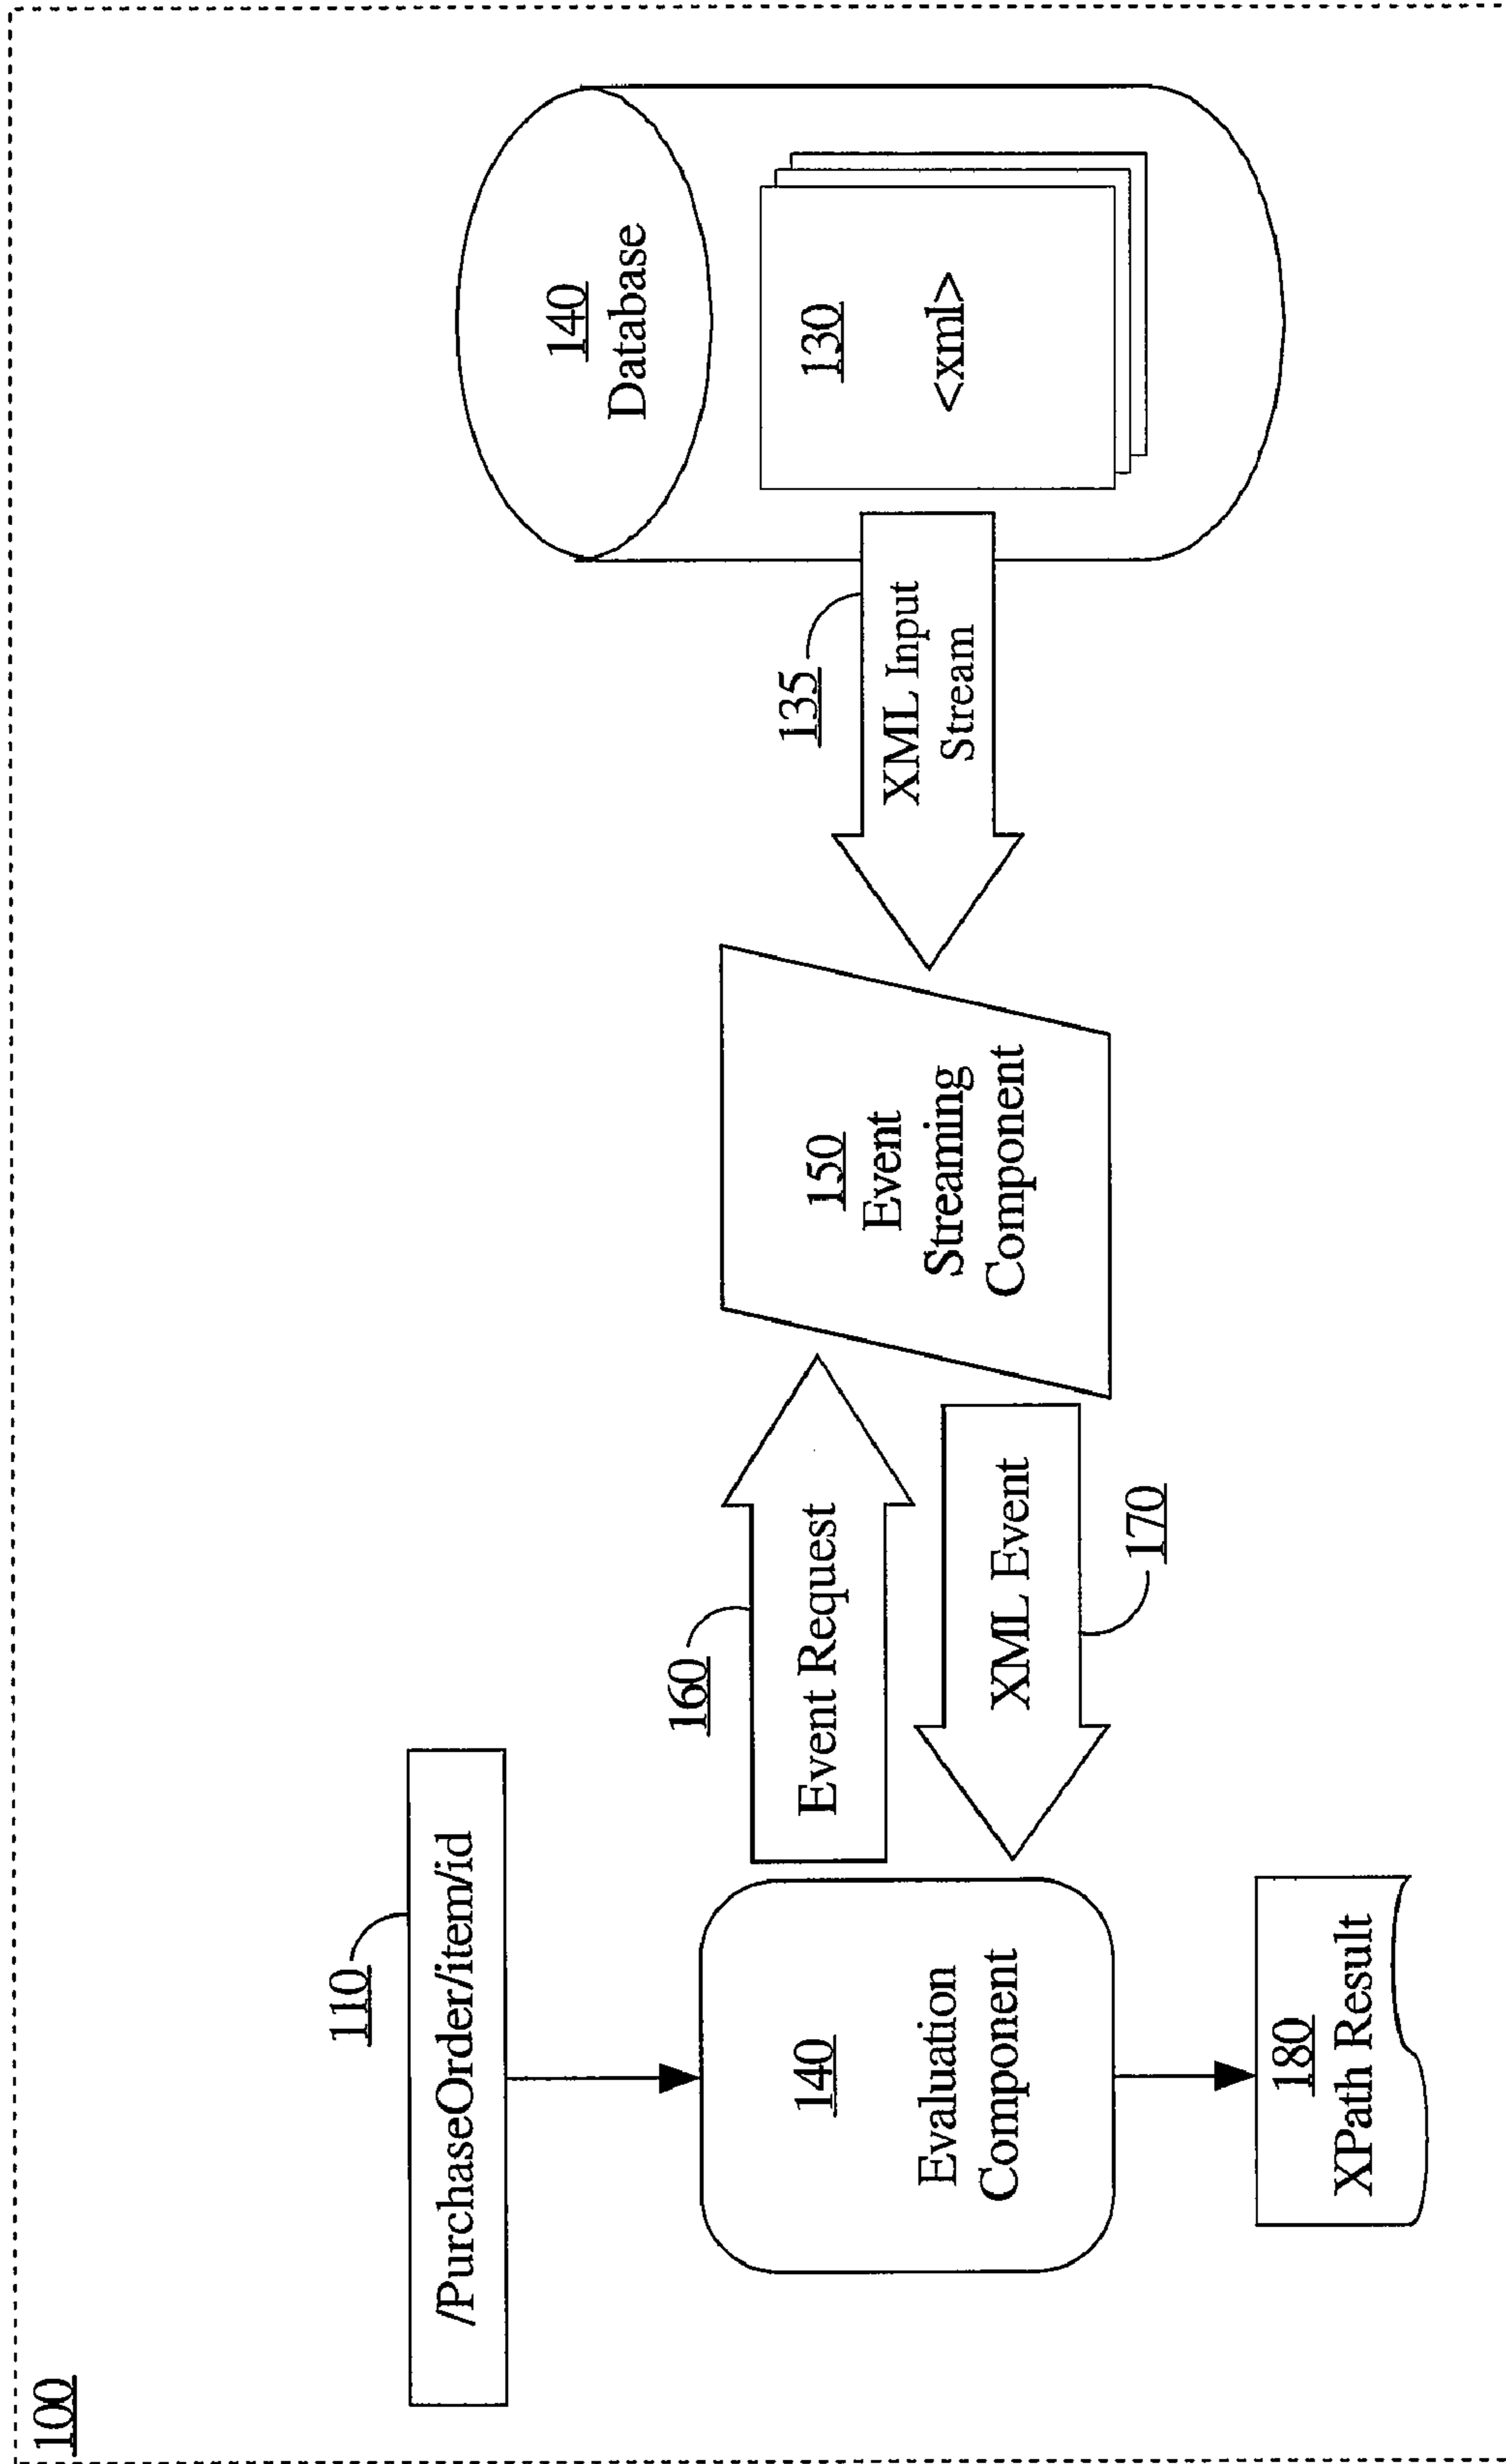 100
110
/PurchaseOrder/item/id
140
Evaluation
Component
180
XPath Result
160
Event Request
XML Event
170
150
Event
Streaming
Component
135
XML Input
Stream
140
Database
130
<xml>